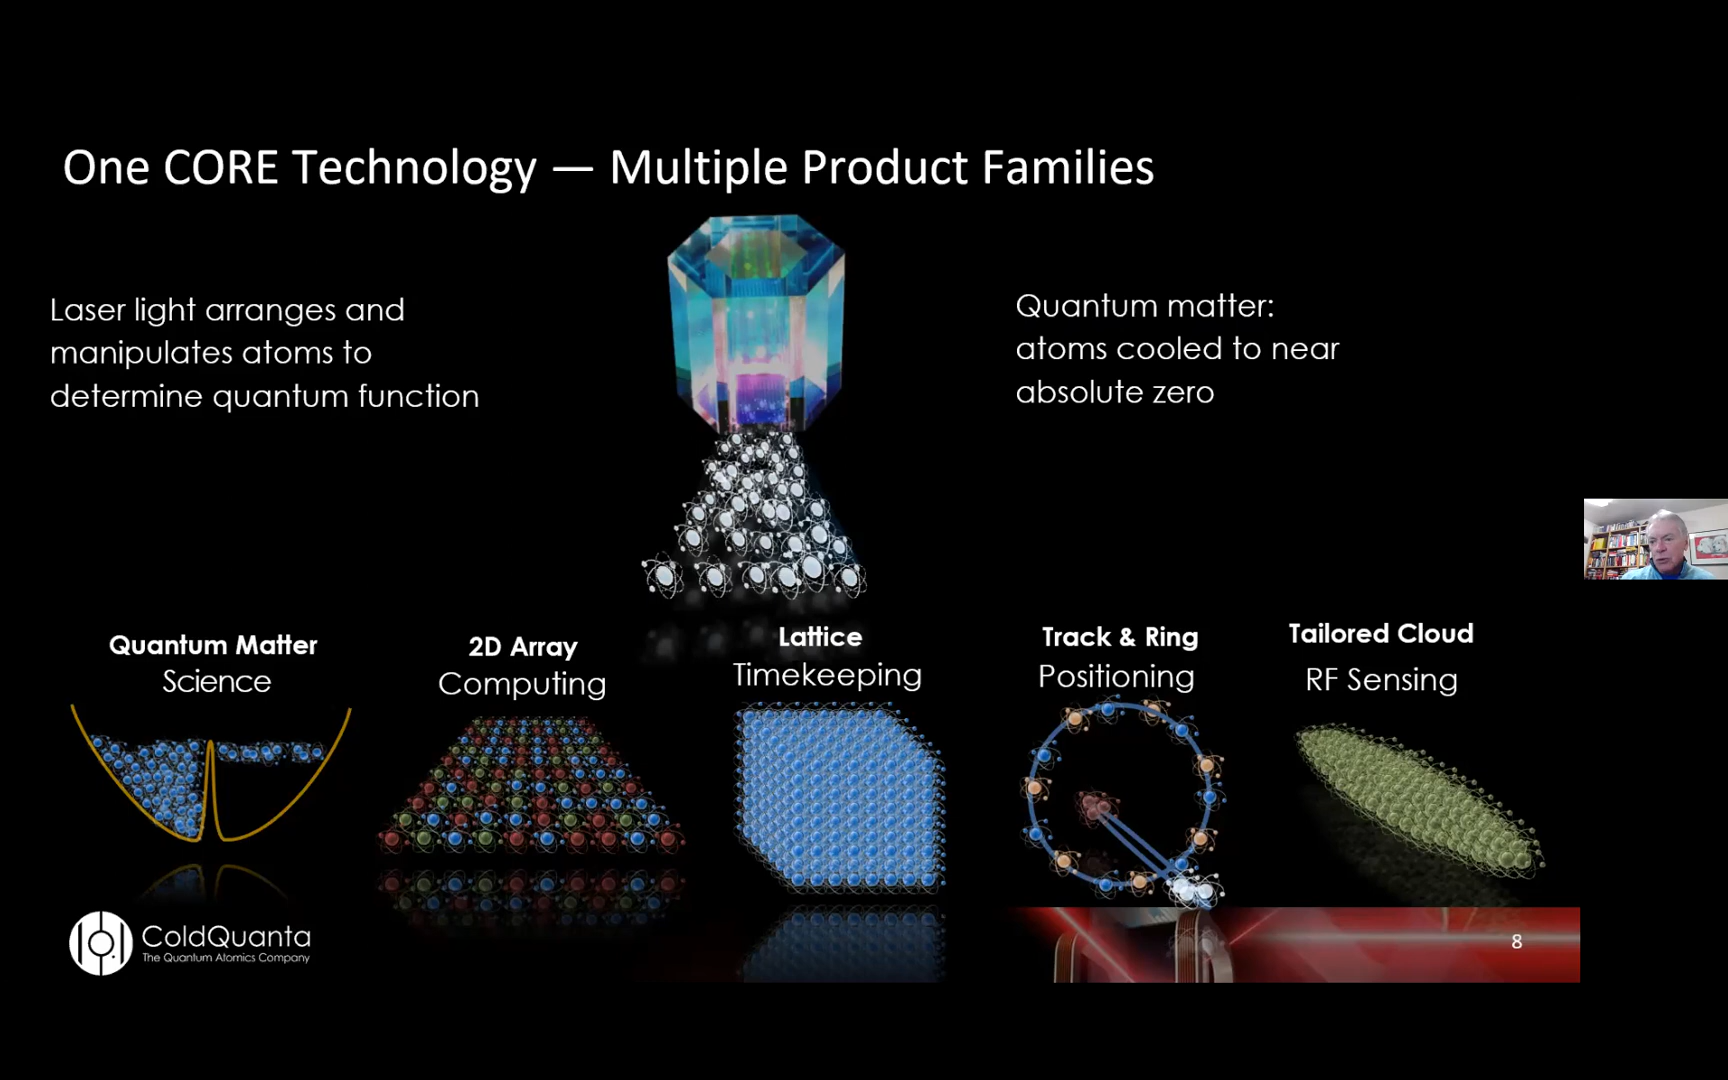 One CORE Technology — Multiple Product Families
Laser light arranges and
manipulates atoms to
determine quantum function
Quantum matter:
atoms cooled to near
absolute zero
Quantum Matter
Science
2D Array
Computing
Lattice
Timekeeping
Track & Ring
Positioning
Tailored Cloud
RF Sensing
ColdQuanta
The Quantum Atomics Company
8